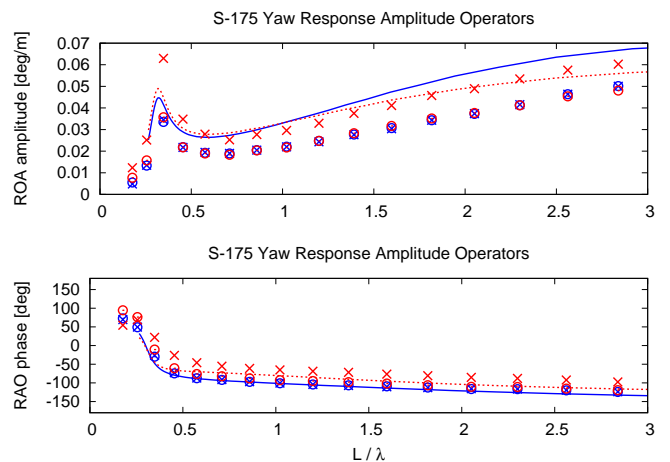 S-175 Yaw Response Amplitude Operators
ROA amplitude [deg/m]
0.07
0.06
0.05
0.04
0.03
0.02
0.01
0
0 0.5 1 1.5 2 2.5 3
S-175 Yaw Response Amplitude Operators
RAO phase [deg]
150
100
50
0
-50
-100
-150
0 0.5 1 1.5 2 2.5 3
L / λ